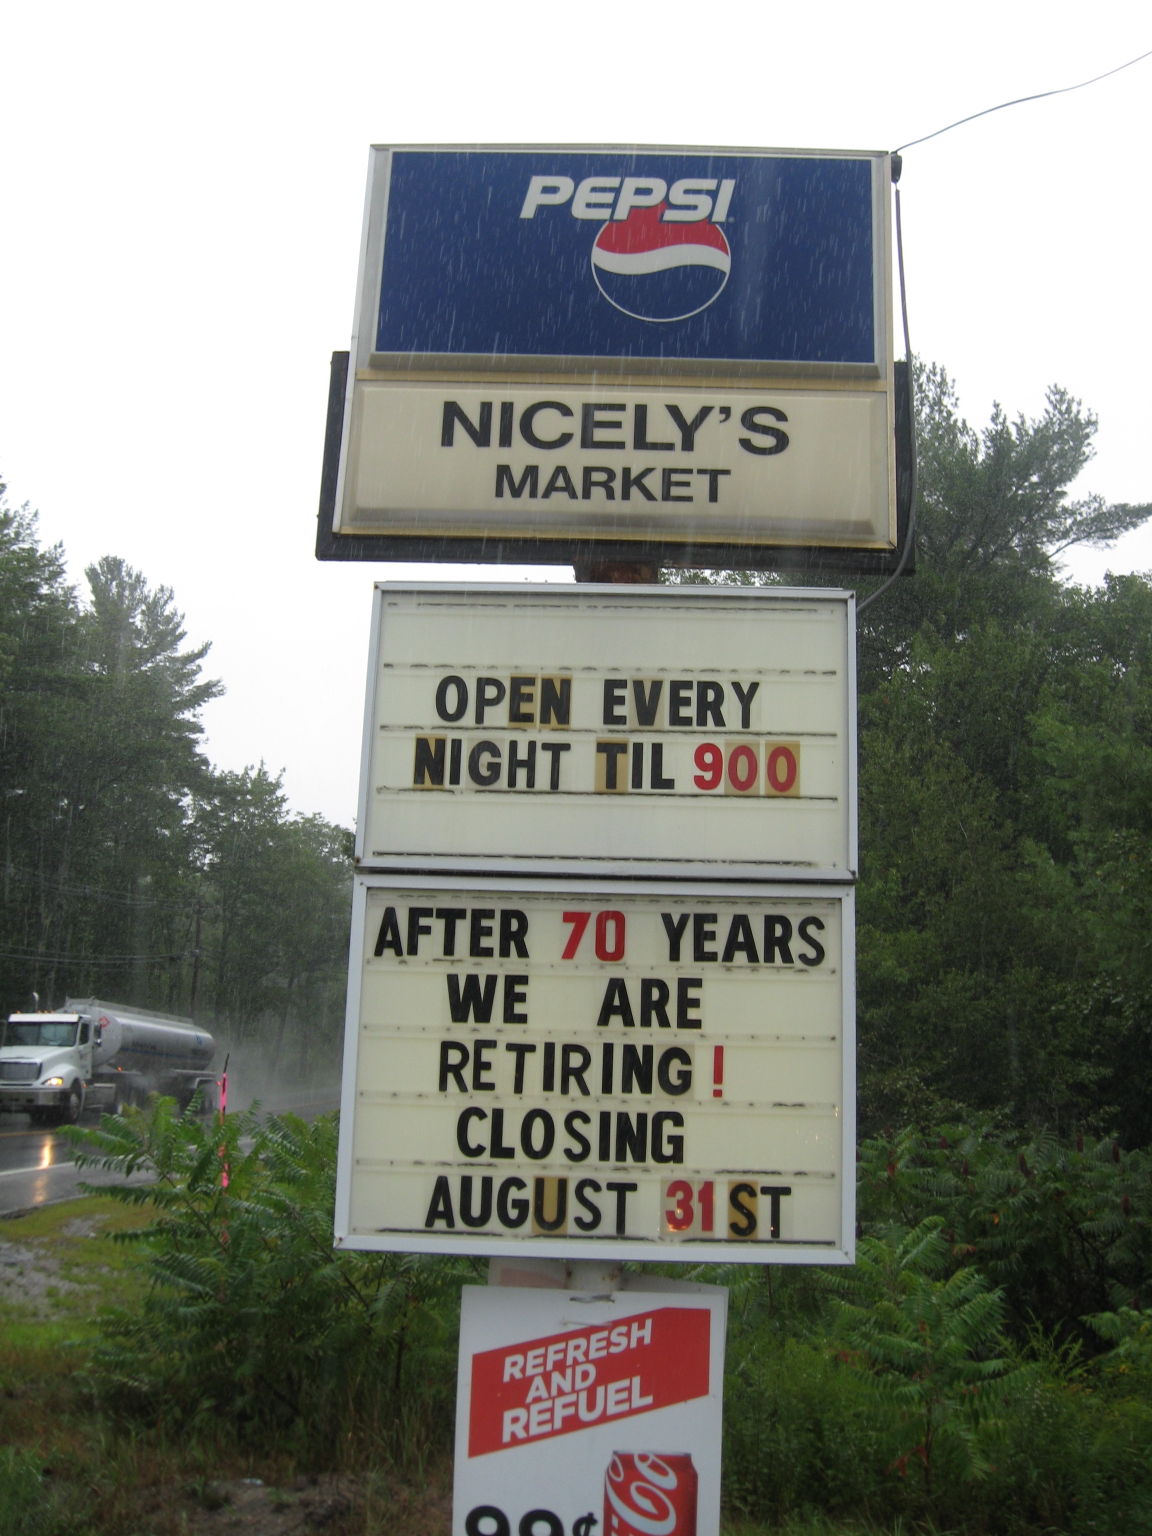 PEPSI
NICELY'S
MARKET
OPEN EVERY
NIGHT TIL 900
AFTER 70 YEARS
WE ARE
RETIRING!
CLOSING
AUGUST 31ST
REFRESH
AND
REFUEL
99¢